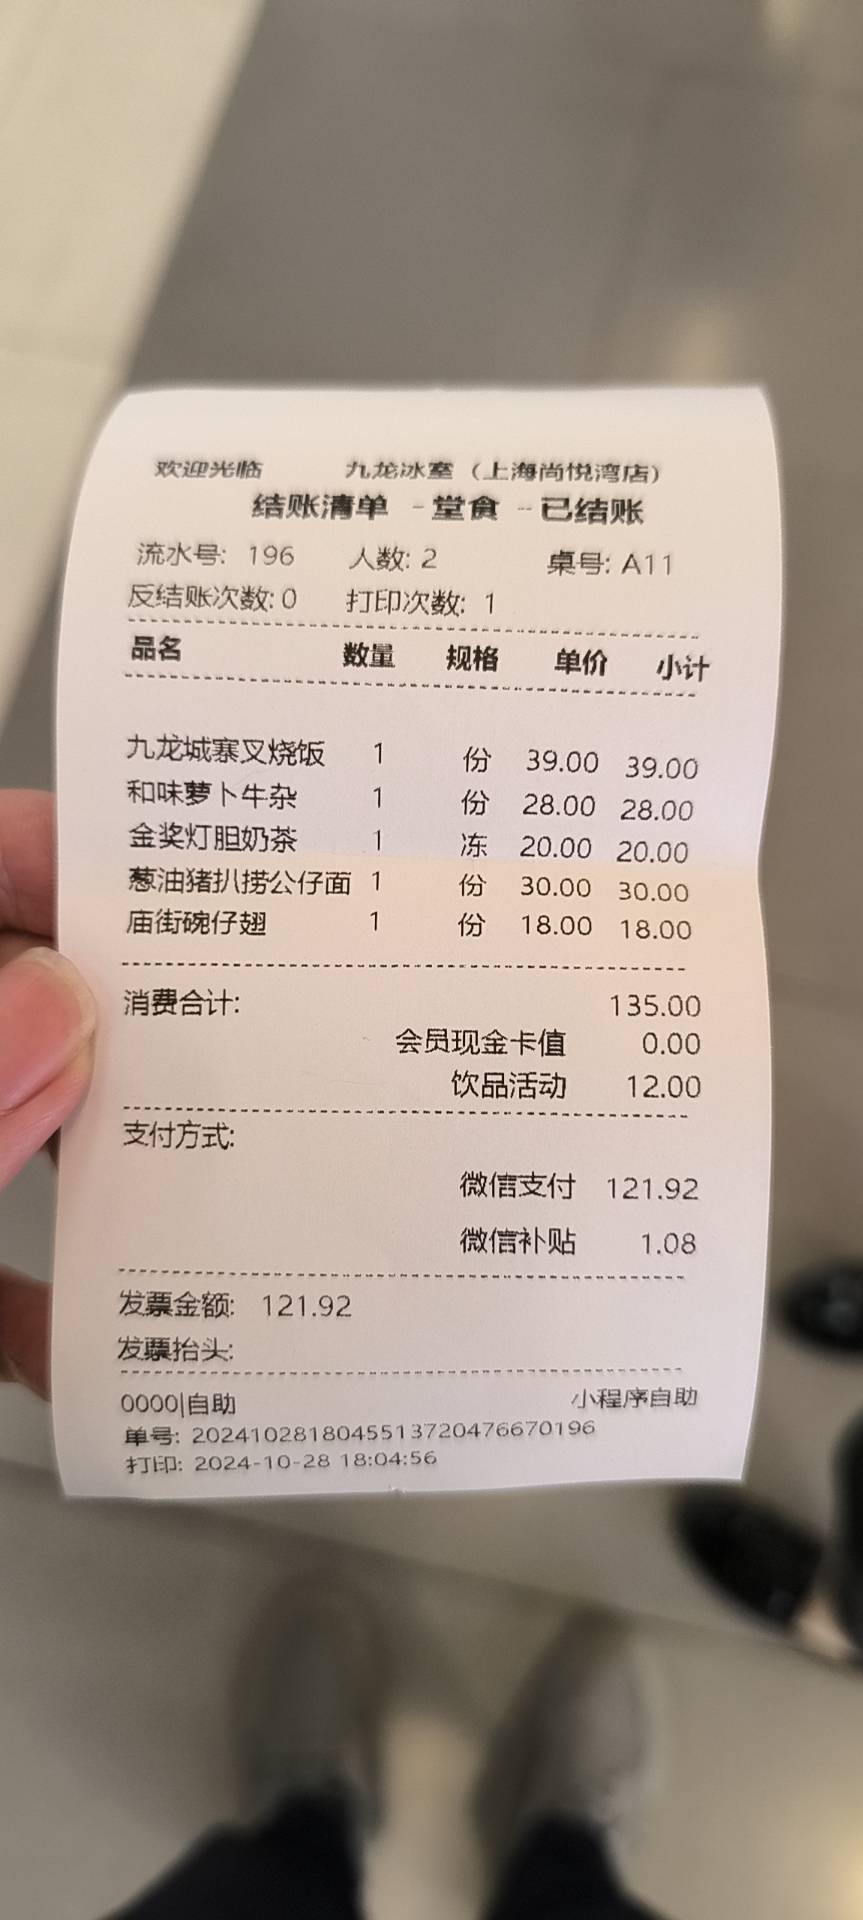 欢迎光临 九龙冰室（上海尚悦湾店）
结账清单 - 堂食 - 已结账
流水号: 196 人数: 2 桌号: A11
反结账次数: 0 打印次数: 1
品名 数量 规格 单价 小计
九龙城寨叉烧饭 1 份 39.00 39.00
和味萝卜牛杂 1 份 28.00 28.00
金奖灯胆奶茶 1 冻 20.00 20.00
葱油猪扒捞公仔面 1 份 30.00 30.00
庙街碗仔翅 1 份 18.00 18.00
消费合计: 135.00
会员现金卡值 0.00
饮品活动 12.00
支付方式:
微信支付 121.92
微信补贴 1.08
发票金额: 121.92
发票抬头:
0000|自助 小程序自助
单号: 20241028180455137204766​70196
打印: 2024-10-28 18:04:56